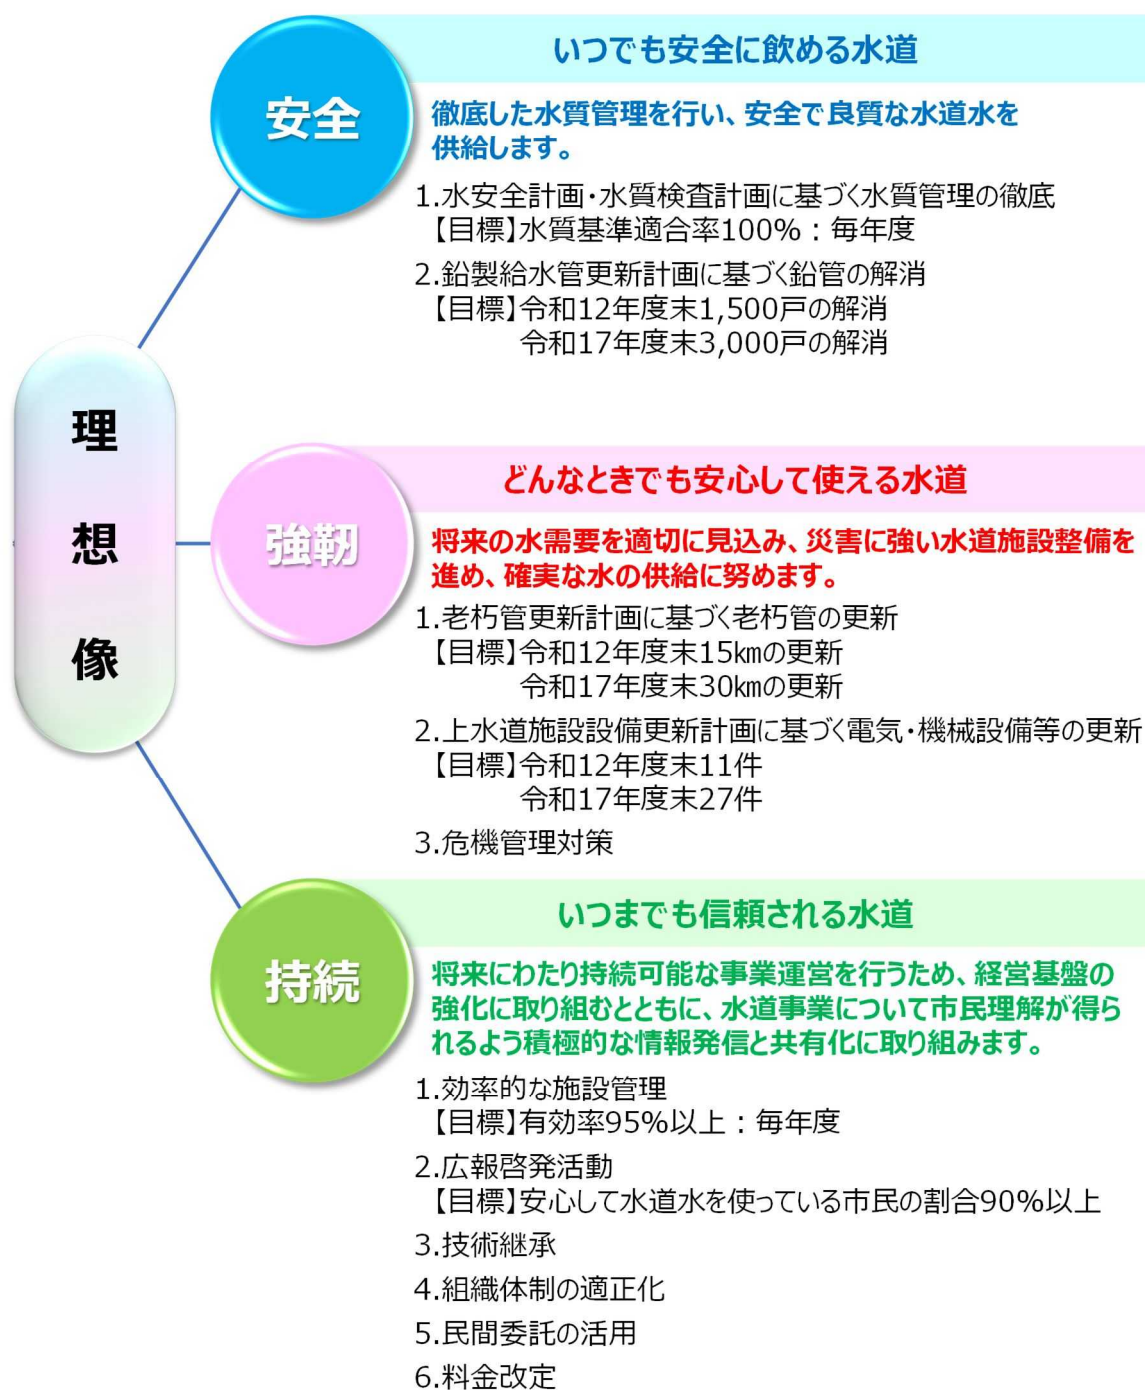 理想像
安全
いつでも安全に飲める水道
徹底した水質管理を行い、安全で良質な水道水を
供給します。
1.水安全計画・水質検査計画に基づく水質管理の徹底
【目標】水質基準適合率100%：毎年度
2.鉛製給水管更新計画に基づく鉛管の解消
【目標】令和12年度末1,500戸の解消
令和17年度末3,000戸の解消
強靭
どんなときでも安心して使える水道
将来の水需要を適切に見込み、災害に強い水道施設整備を
進め、確実な水の供給に努めます。
1.老朽管更新計画に基づく老朽管の更新
【目標】令和12年度末15㎞の更新
令和17年度末30㎞の更新
2.上水道施設設備更新計画に基づく電気・機械設備等の更新
【目標】令和12年度末11件
令和17年度末27件
3.危機管理対策
持続
いつまでも信頼される水道
将来にわたり持続可能な事業運営を行うため、経営基盤の
強化に取り組むとともに、水道事業について市民理解が得ら
れるよう積極的な情報発信と共有化に取り組みます。
1.効率的な施設管理
【目標】有効率95%以上：毎年度
2.広報啓発活動
【目標】安心して水道水を使っている市民の割合90%以上
3.技術継承
4.組織体制の適正化
5.民間委託の活用
6.料金改定